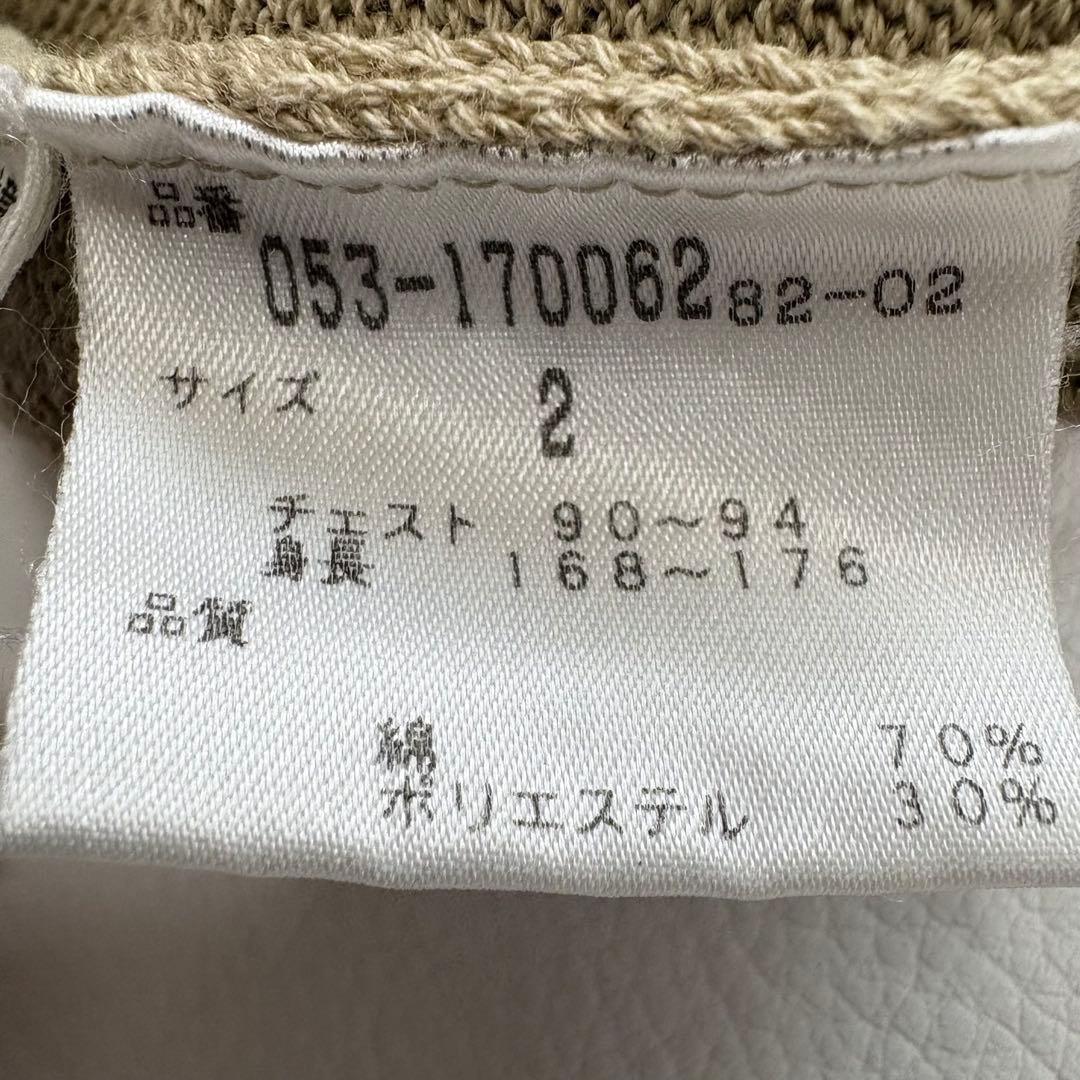 品番
053-170062 82-02
サイズ 2
チェスト 90～94
身長 168～176
品質
綿 70%
ポリエステル 30%